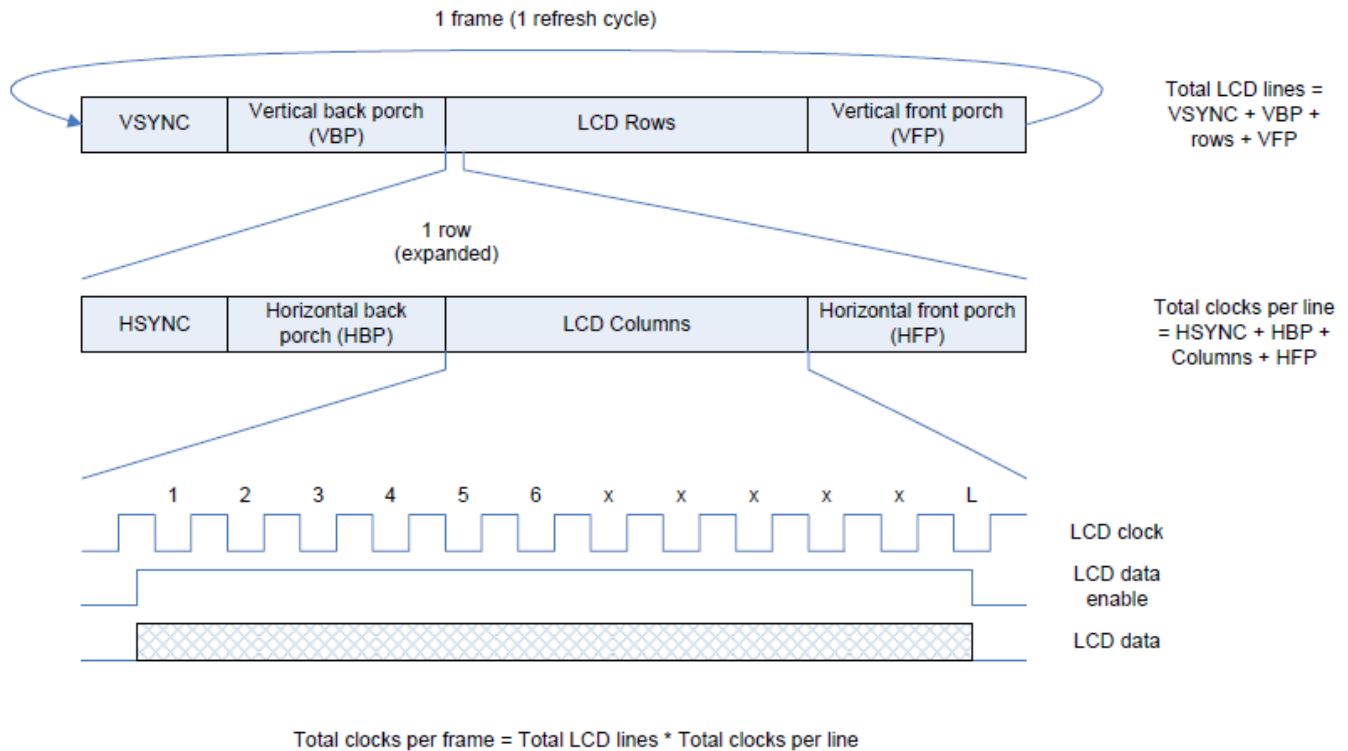 1 frame (1 refresh cycle)
VSYNC
Vertical back porch
(VBP)
LCD Rows
Vertical front porch
(VFP)
Total LCD lines =
VSYNC + VBP +
rows + VFP
1 row
(expanded)
HSYNC
Horizontal back
porch (HBP)
LCD Columns
Horizontal front porch
(HFP)
Total clocks per line
= HSYNC + HBP +
Columns + HFP
1 2 3 4 5 6 x x x x x L
LCD clock
LCD data
enable
LCD data
Total clocks per frame = Total LCD lines * Total clocks per line